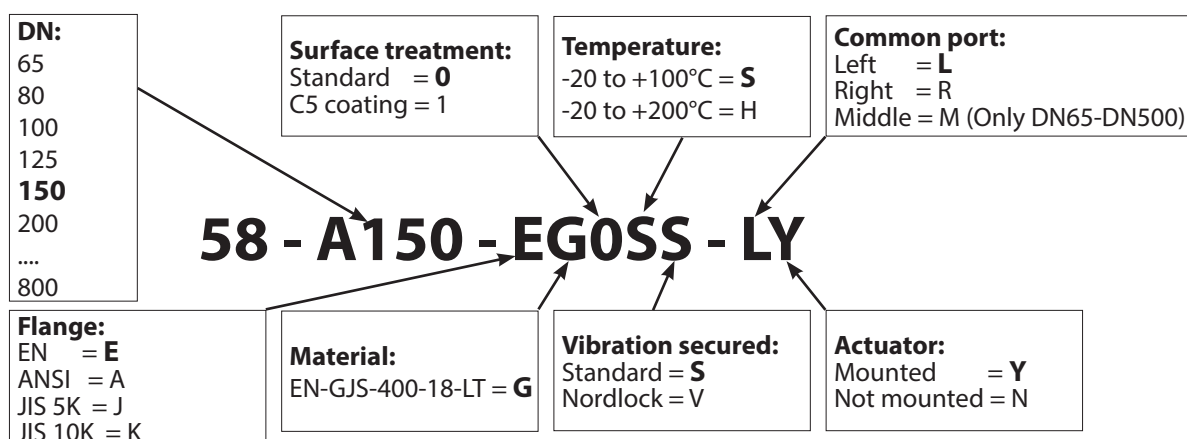 DN:
65
80
100
125
150
200
....
800
Surface treatment:
Standard = 0
C5 coating = 1
Temperature:
-20 to +100°C = S
-20 to +200°C = H
Common port:
Left = L
Right = R
Middle = M (Only DN65-DN500)
58 - A150 - EG0SS - LY
Flange:
EN = E
ANSI = A
JIS 5K = J
JIS 10K = K
Material:
EN-GJS-400-18-LT = G
Vibration secured:
Standard = S
Nordlock = V
Actuator:
Mounted = Y
Not mounted = N